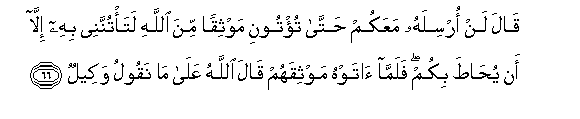 قَالَ لَنْ أُرْسِلَهُۥ مَعَكُمْ حَتَّىٰ تُؤْتُونِ مَوْثِقًا مِّنَ ٱللَّهِ لَتَأْتُنَّنِى بِهِۦٓ إِلَّآ
أَن يُحَاطَ بِكُمْ ۖ فَلَمَّآ ءَاتَوْهُ مَوْثِقَهُمْ قَالَ ٱللَّهُ عَلَىٰ مَا نَقُولُ وَكِيلٌ ۝٦٦